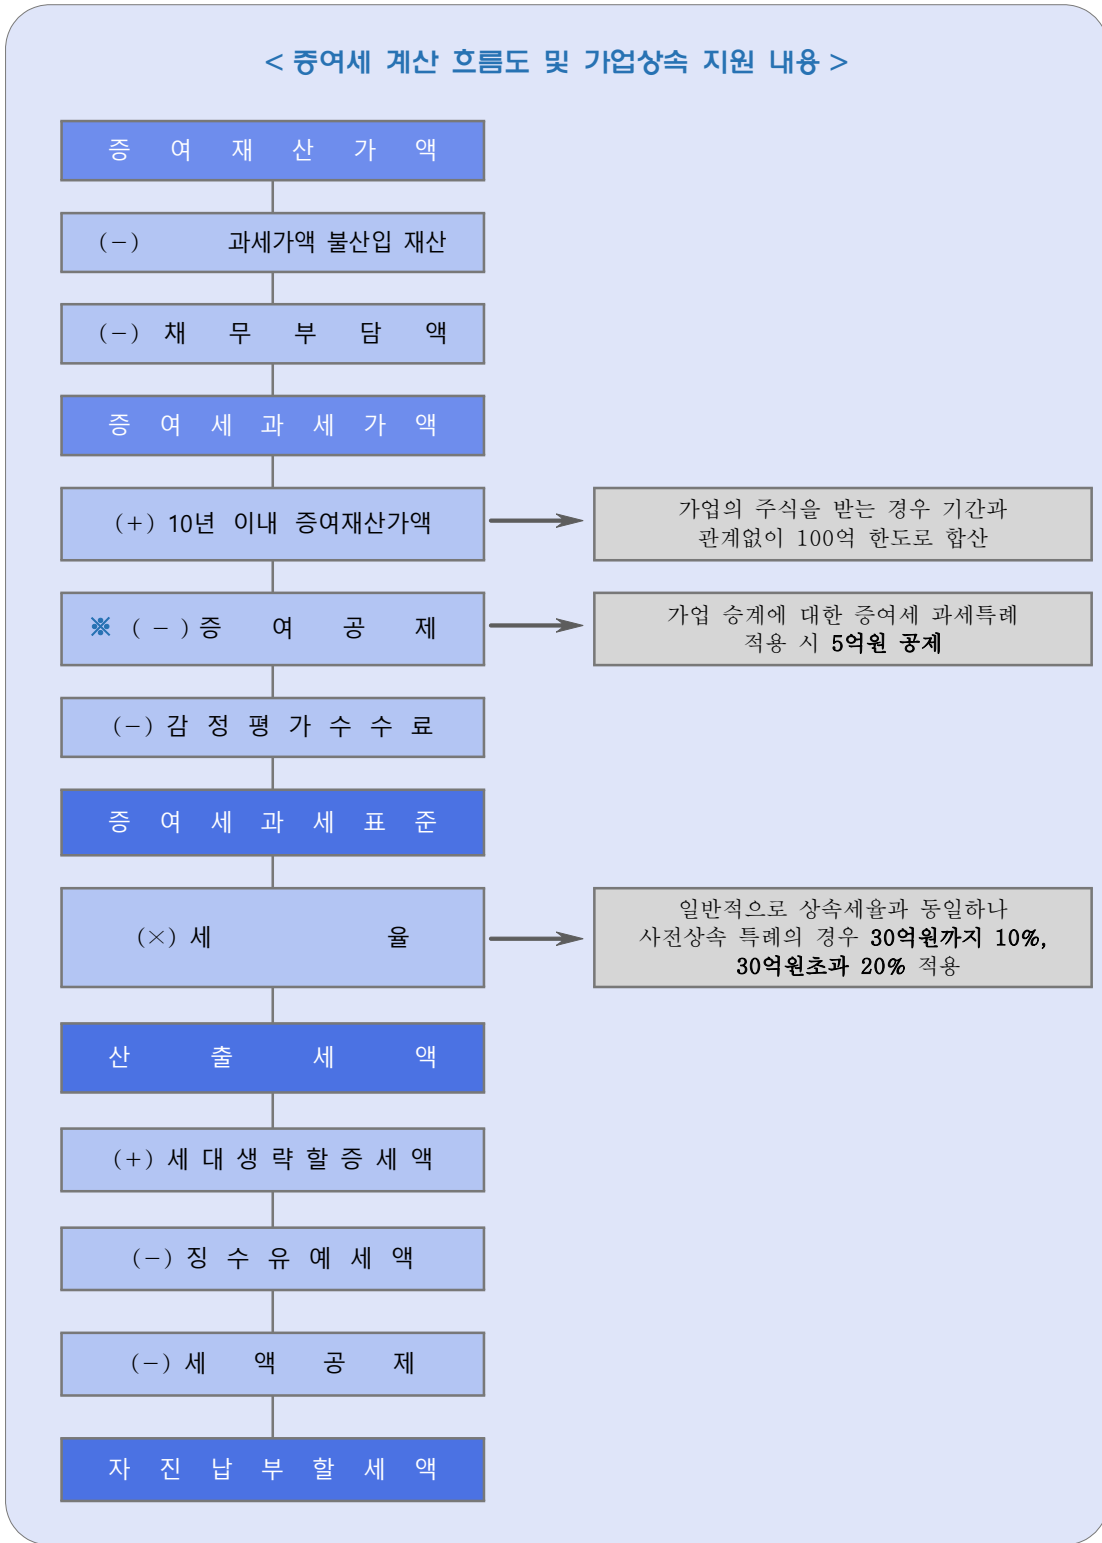 < 증여세 계산 흐름도 및 가업상속 지원 내용 >
증 여 재 산 가 액
(-) 과세가액 불산입 재산
(-) 채 무 부 담 액
증 여 세 과 세 가 액
(+) 10년 이내 증여재산가액
가업의 주식을 받는 경우 기간과
관계없이 100억 한도로 합산
※ ( - ) 증 여 공 제
가업 승계에 대한 증여세 과세특례
적용 시 5억원 공제
(-) 감 정 평 가 수 수 료
증 여 세 과 세 표 준
(×) 세 율
일반적으로 상속세율과 동일하나
사전상속 특례의 경우 30억원까지 10%,
30억원초과 20% 적용
산 출 세 액
(+) 세 대 생 략 할 증 세 액
(-) 징 수 유 예 세 액
(-) 세 액 공 제
자 진 납 부 할 세 액